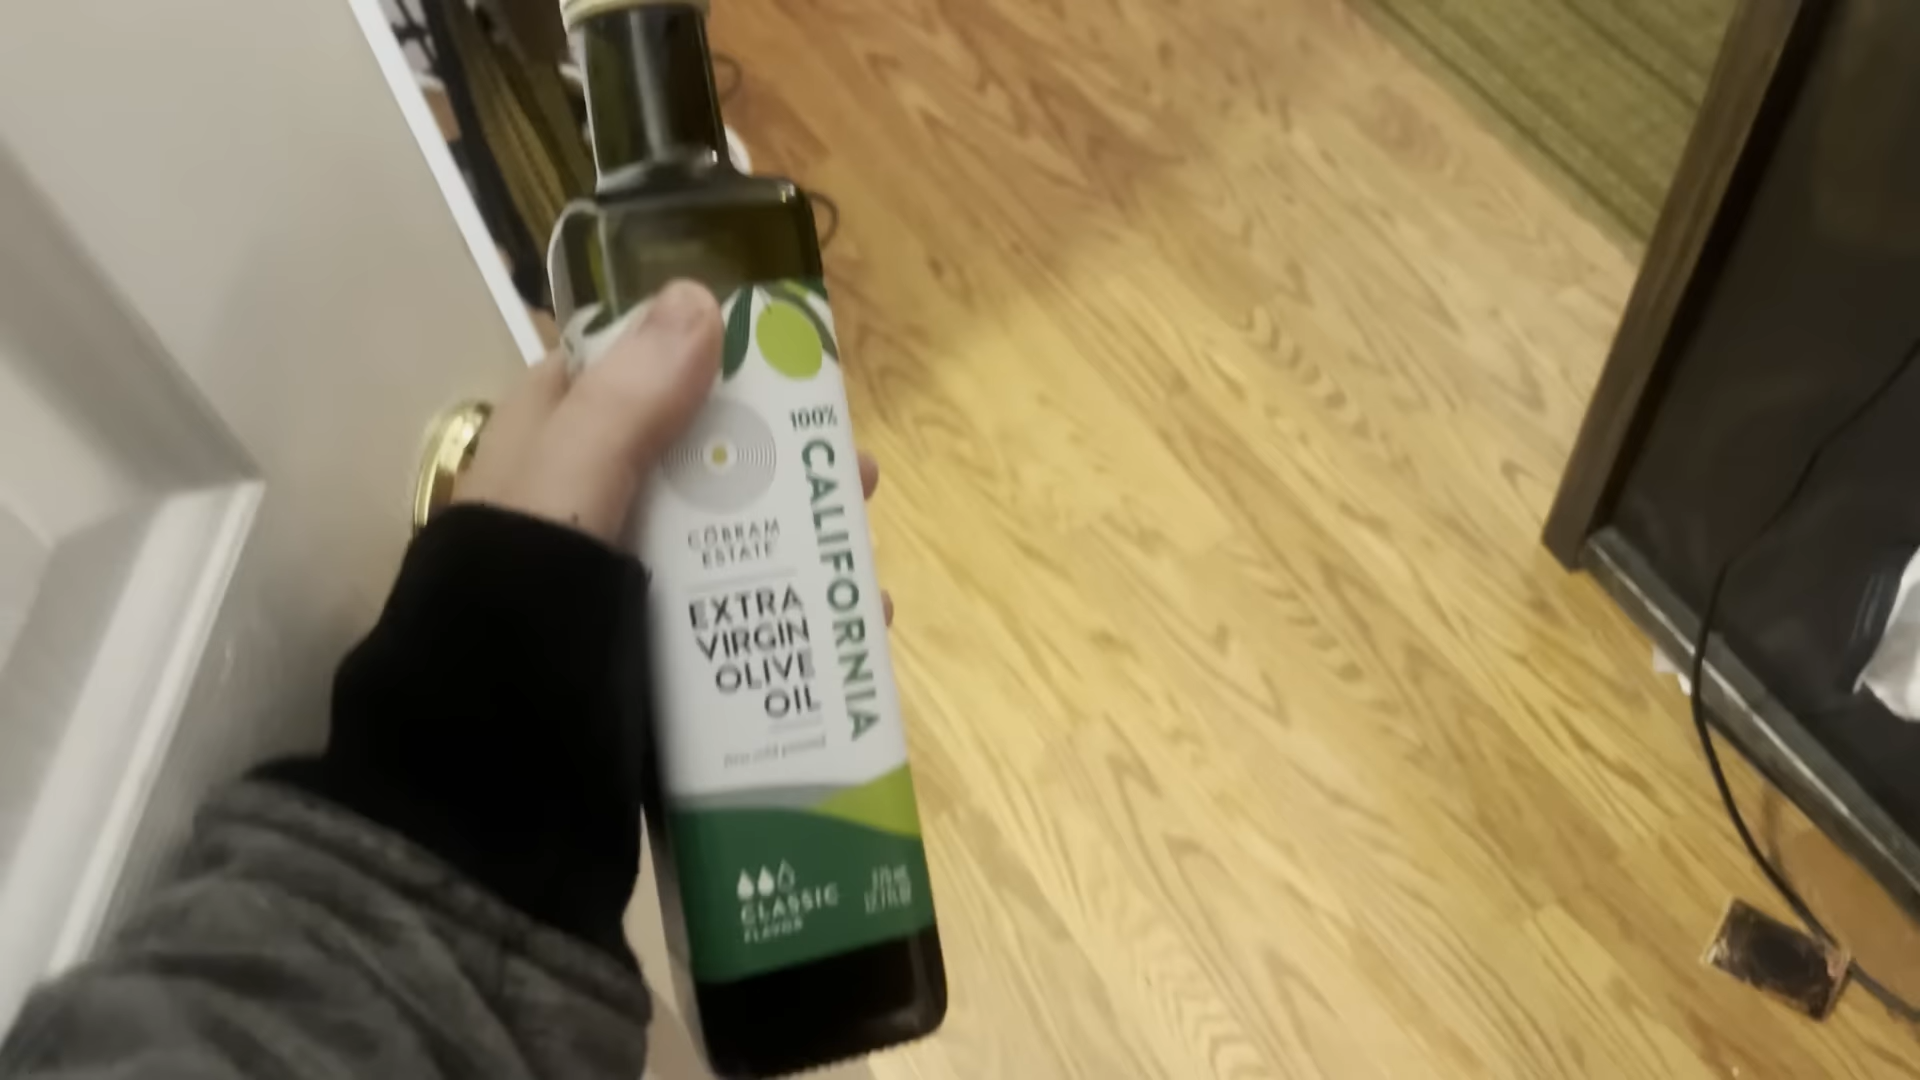 100%
CALIFORNIA
COBRAM
ESTATE
EXTRA
VIRGIN
OLIVE
OIL
CLASSIC
FLAVOR